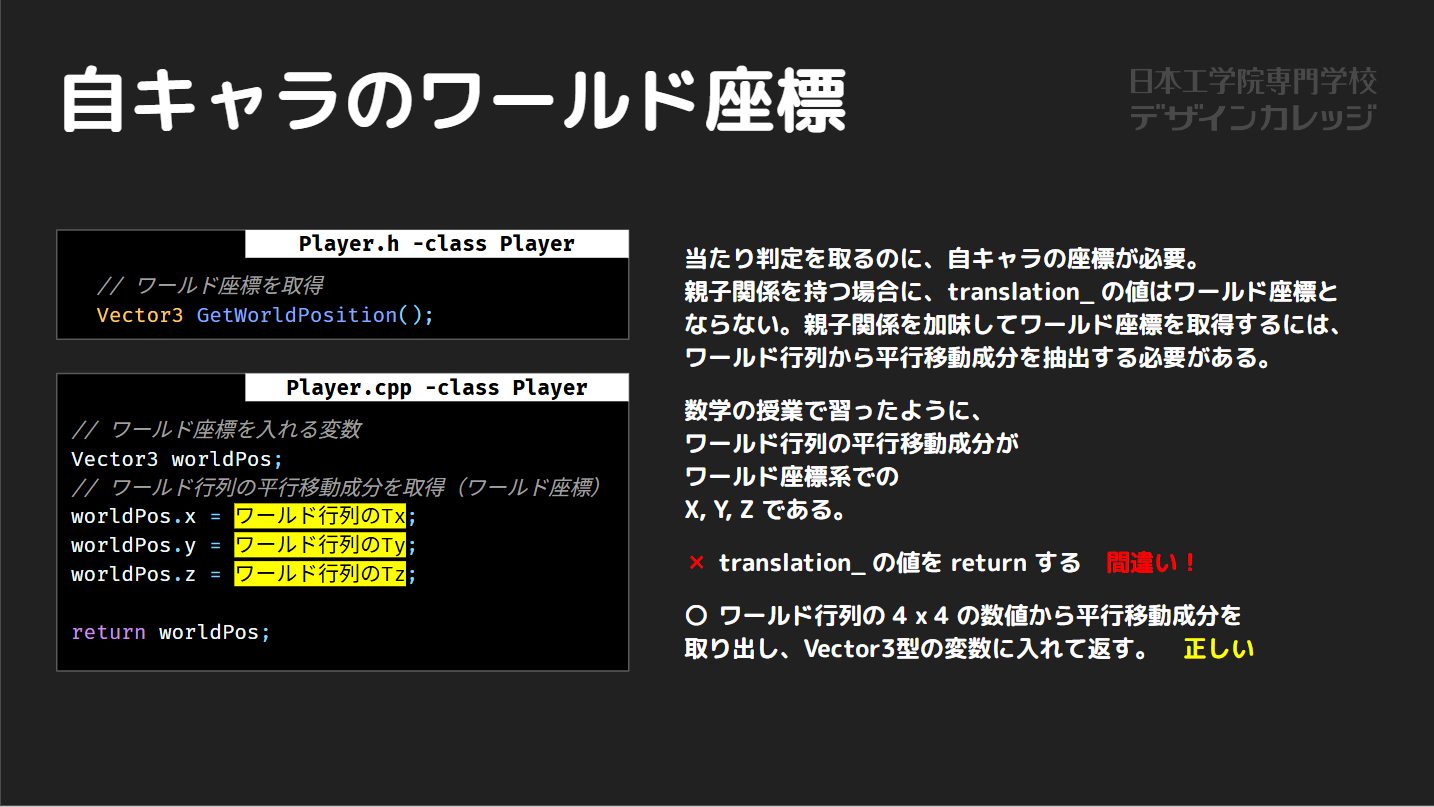 自キャラのワールド座標
日本工学院専門学校
デザインカレッジ
Player.h -class Player
// ワールド座標を取得
Vector3 GetWorldPosition();
Player.cpp -class Player
// ワールド座標を入れる変数
Vector3 worldPos;
// ワールド行列の平行移動成分を取得（ワールド座標）
worldPos.x = ワールド行列のTx;
worldPos.y = ワールド行列のTy;
worldPos.z = ワールド行列のTz;
return worldPos;
当たり判定を取るのに、自キャラの座標が必要。
親子関係を持つ場合に、translation_ の値はワールド座標と
ならない。親子関係を加味してワールド座標を取得するには、
ワールド行列から平行移動成分を抽出する必要がある。
数学の授業で習ったように、
ワールド行列の平行移動成分が
ワールド座標系での
X, Y, Z である。
× translation_ の値を return する　間違い！
〇 ワールド行列の 4 x 4 の数値から平行移動成分を
取り出し、Vector3型の変数に入れて返す。　正しい